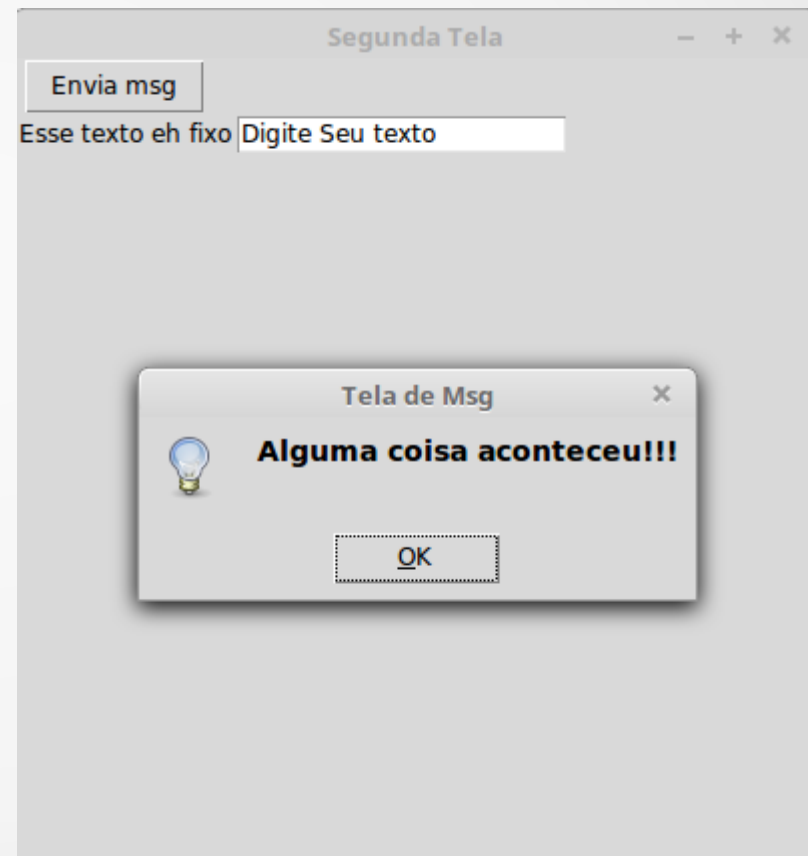 Segunda Tela
Envia msg
Esse texto eh fixo Digite Seu texto
Tela de Msg
Alguma coisa aconteceu!!!
OK